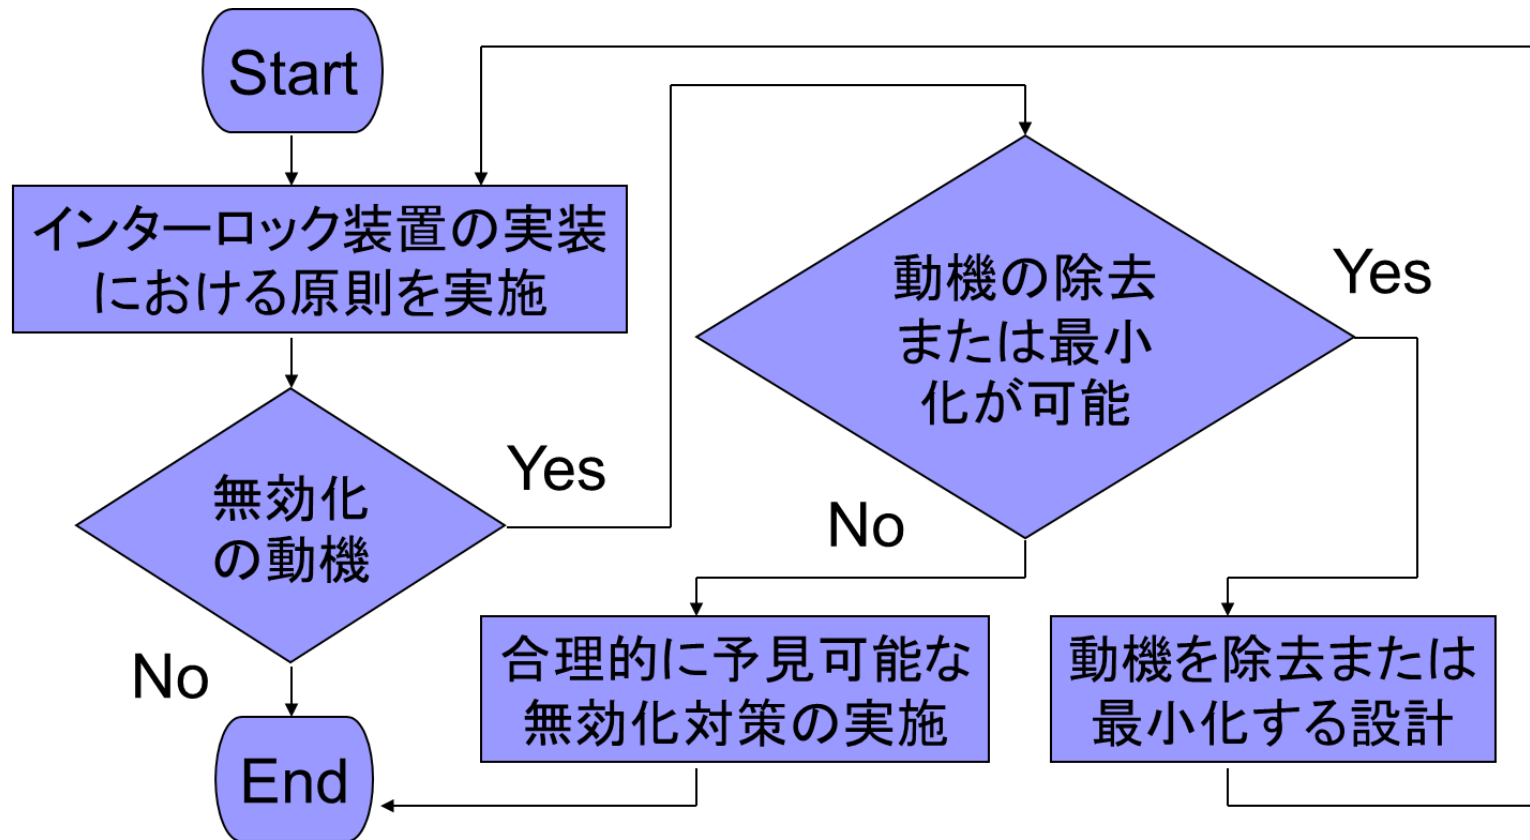 Start
インターロック装置の実装
における原則を実施
無効化
の動機
Yes
No
End
動機の除去
または最小
化が可能
Yes
No
合理的に予見可能な
無効化対策の実施
動機を除去または
最小化する設計